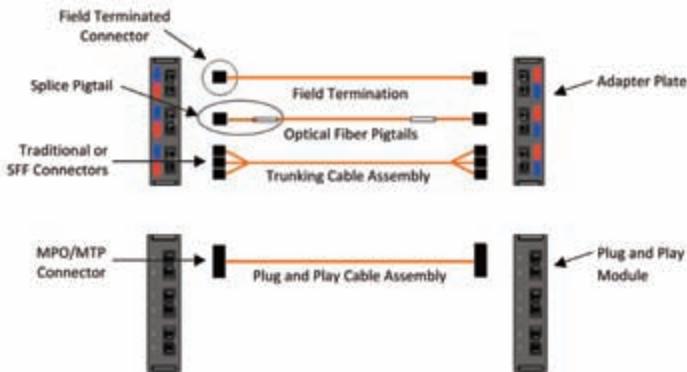 Field Terminated
Connector
Splice Pigtail
Field Termination
Adapter Plate
Optical Fiber Pigtails
Traditional or
SFF Connectors
Trunking Cable Assembly
MPO/MTP
Connector
Plug and Play Cable Assembly
Plug and Play
Module